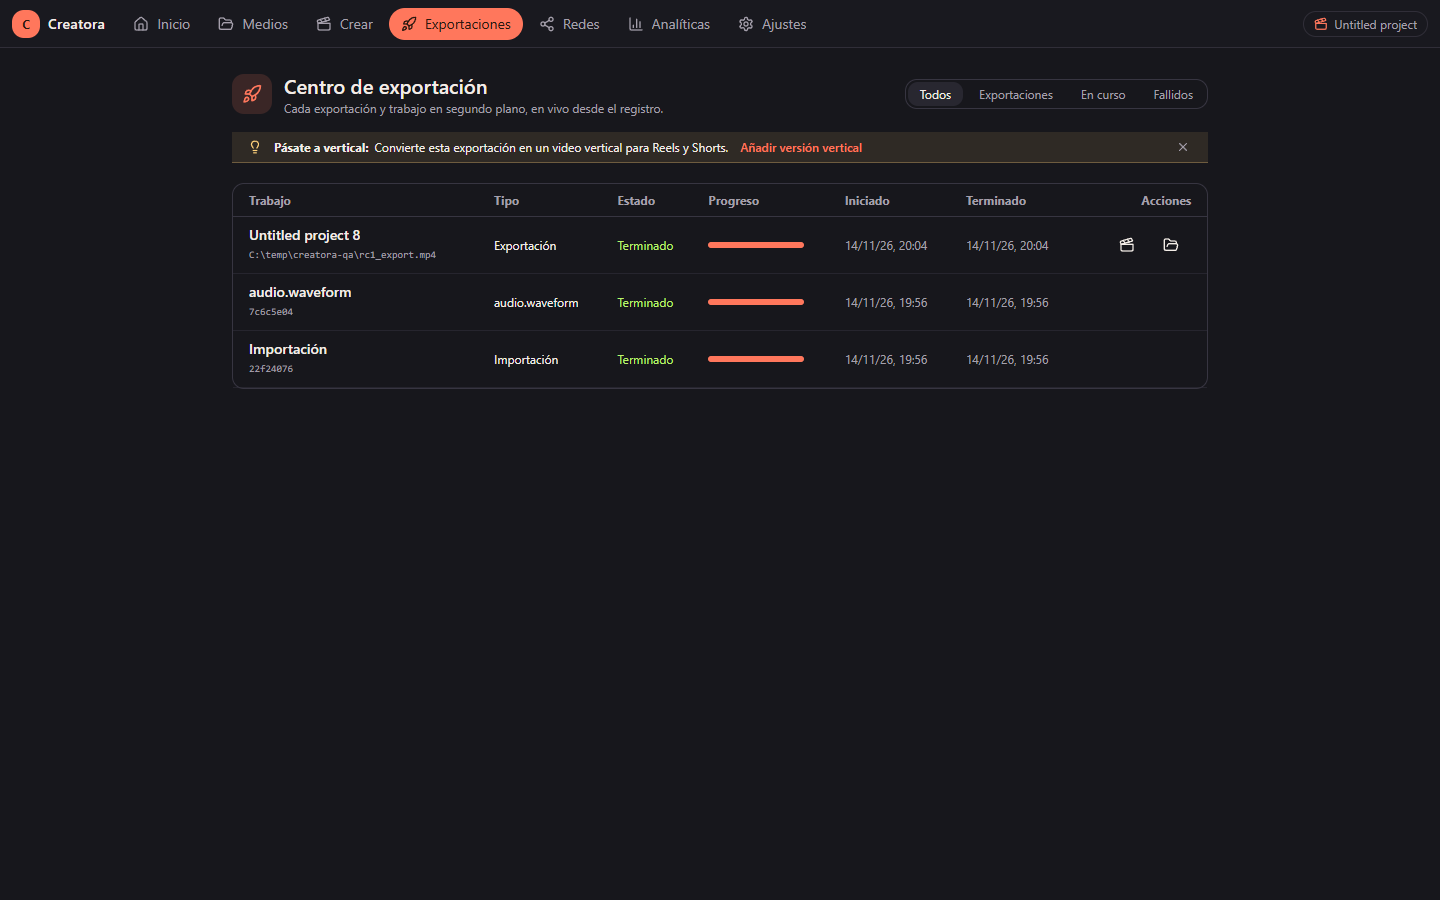 C Creatora Inicio Medios Crear Exportaciones Redes Analíticas Ajustes Untitled project
Centro de exportación
Cada exportación y trabajo en segundo plano, en vivo desde el registro.
Todos Exportaciones En curso Fallidos
Pásate a vertical: Convierte esta exportación en un video vertical para Reels y Shorts. Añadir versión vertical
Trabajo Tipo Estado Progreso Iniciado Terminado Acciones
Untitled project 8
C:\temp\creatora-qa\rc1_export.mp4
Exportación Terminado 14/11/26, 20:04 14/11/26, 20:04
audio.waveform
7c6c5e04
audio.waveform Terminado 14/11/26, 19:56 14/11/26, 19:56
Importación
22f24076
Importación Terminado 14/11/26, 19:56 14/11/26, 19:56